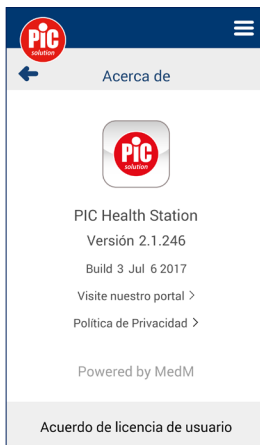 PiC
solution
Acerca de
PiC
solution
PIC Health Station
Versión 2.1.246
Build 3 Jul 6 2017
Visite nuestro portal >
Política de Privacidad >
Powered by MedM
Acuerdo de licencia de usuario